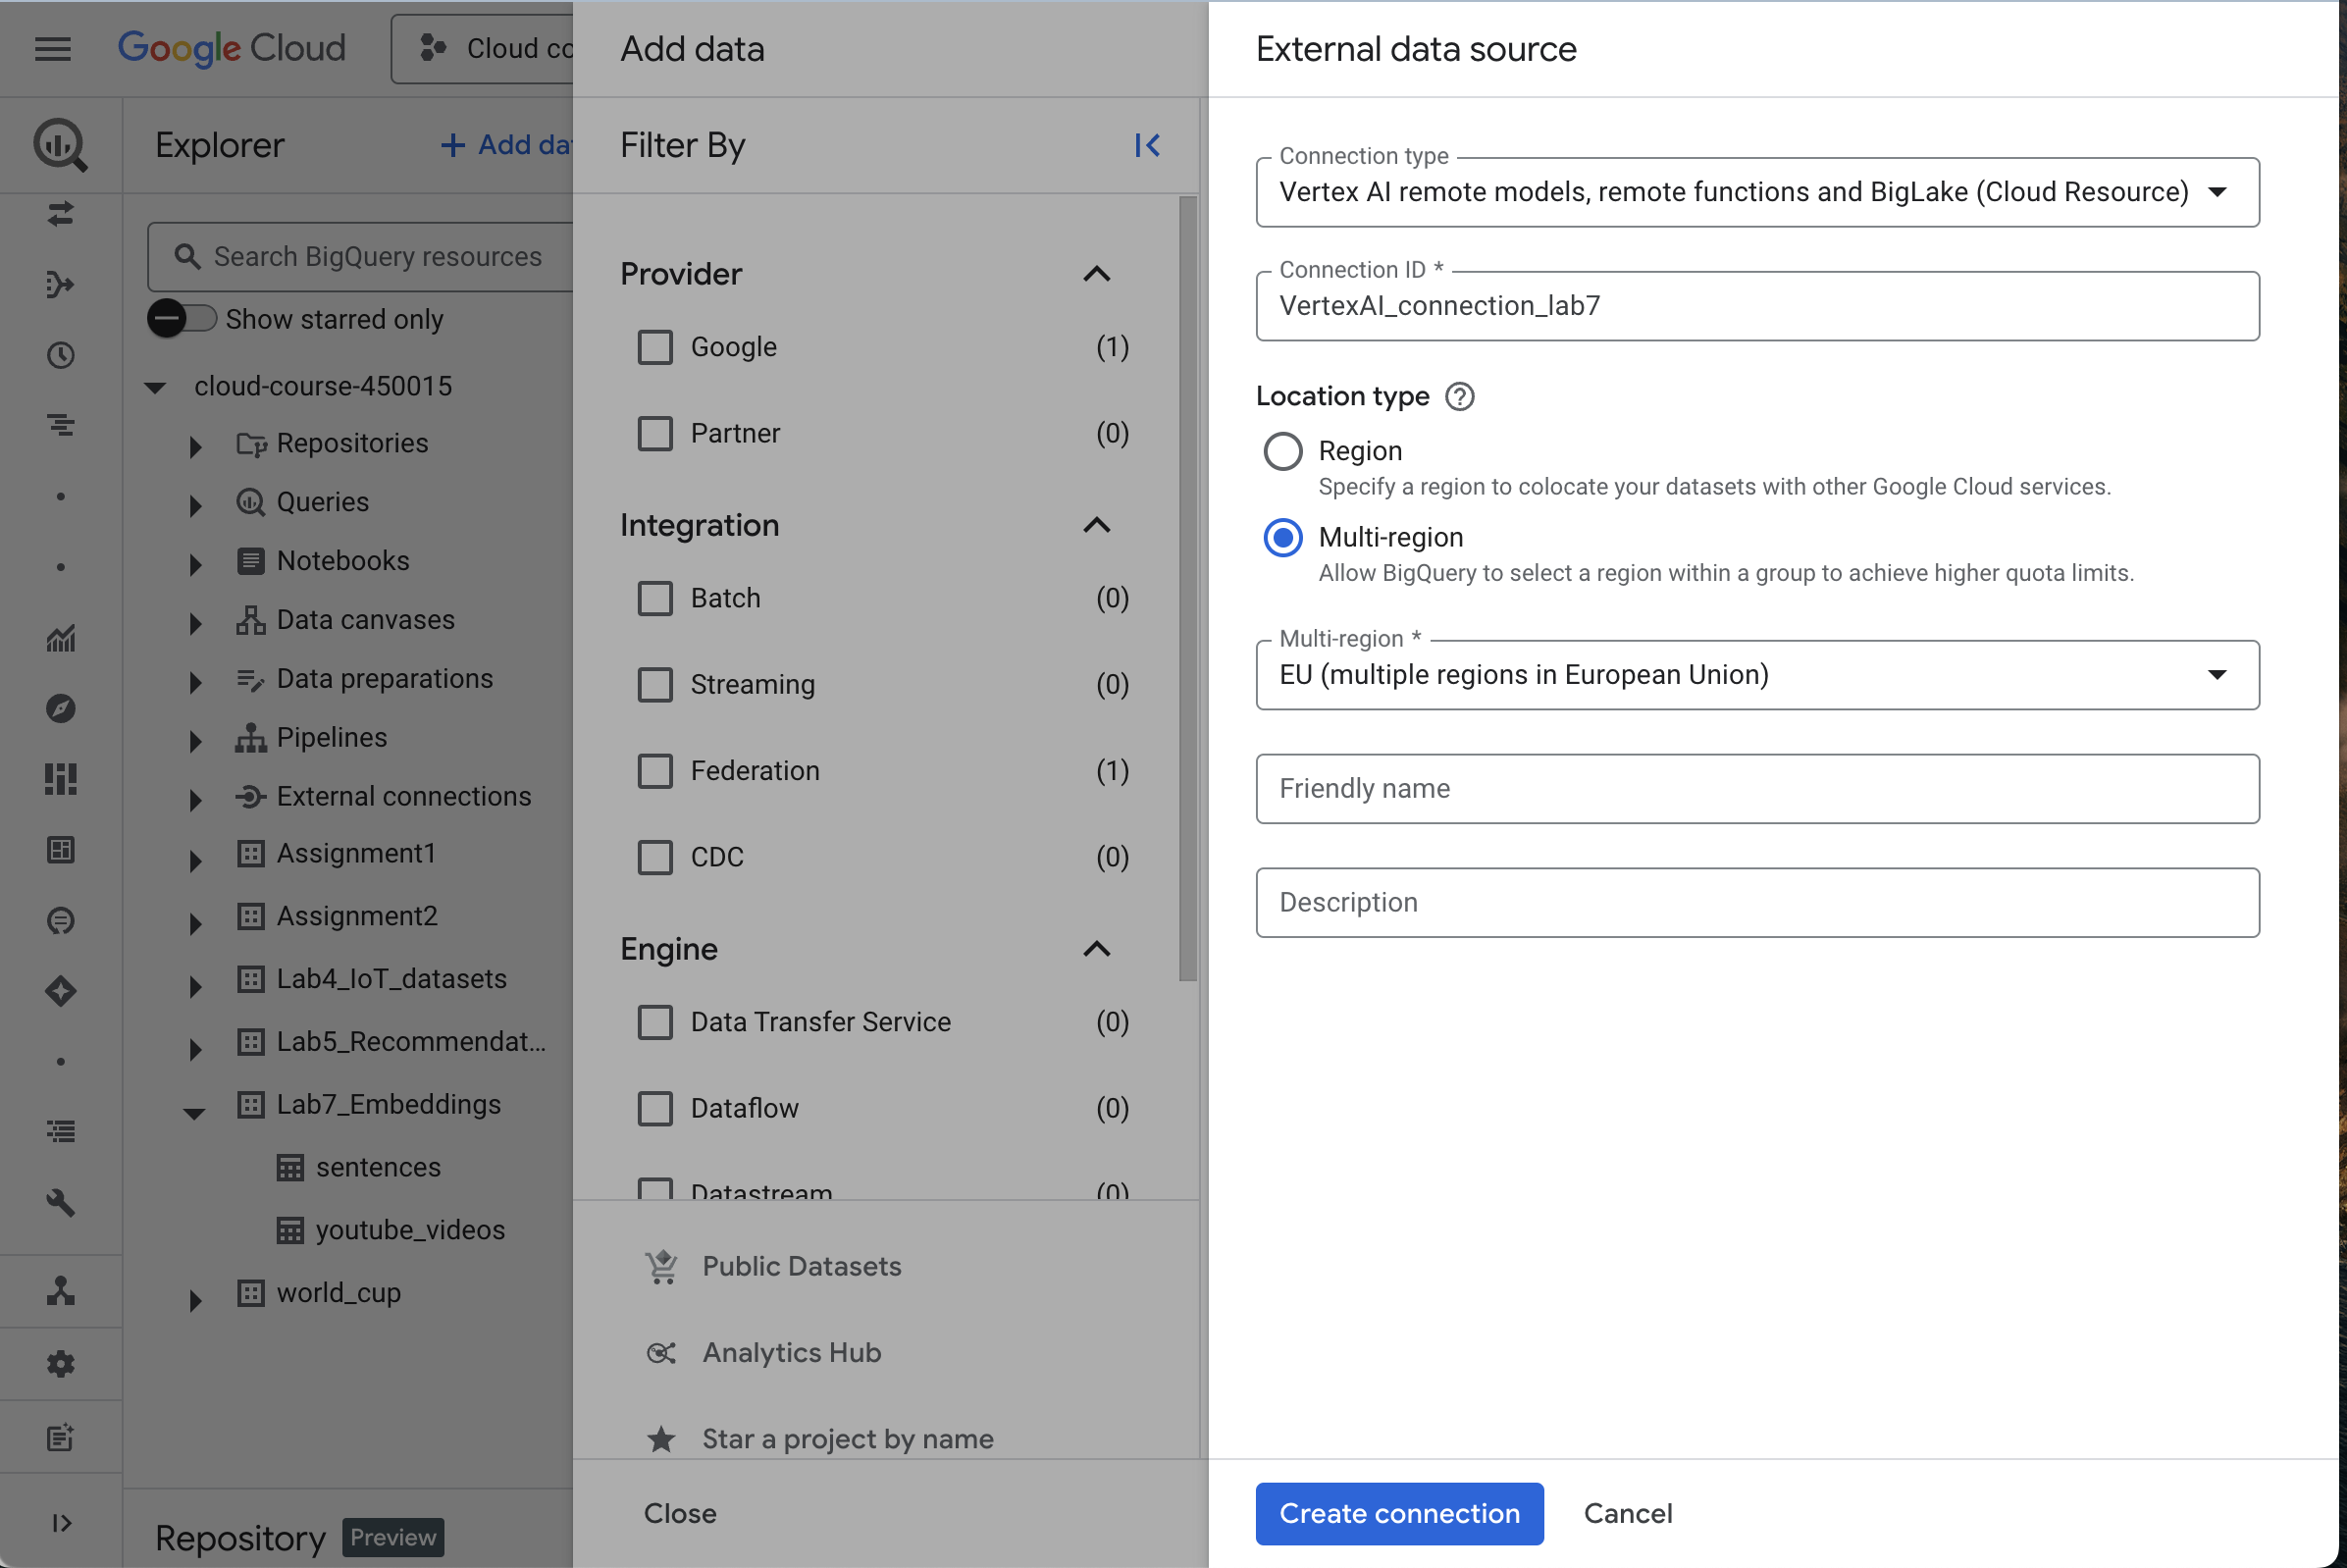 Google Cloud
Cloud co
Explorer
Add da
Search BigQuery resources
Show starred only
cloud-course-450015
Repositories
Queries
Notebooks
Data canvases
Data preparations
Pipelines
External connections
Assignment1
Assignment2
Lab4_IoT_datasets
Lab5_Recommendat...
Lab7_Embeddings
sentences
youtube_videos
world_cup
Repository Preview
Add data
Filter By
Provider
Google (1)
Partner (0)
Integration
Batch (0)
Streaming (0)
Federation (1)
CDC (0)
Engine
Data Transfer Service (0)
Dataflow (0)
Datastream (0)
Public Datasets
Analytics Hub
Star a project by name
Close
External data source
Connection type
Vertex AI remote models, remote functions and BigLake (Cloud Resource)
Connection ID *
VertexAI_connection_lab7
Location type
Region
Specify a region to colocate your datasets with other Google Cloud services.
Multi-region
Allow BigQuery to select a region within a group to achieve higher quota limits.
Multi-region *
EU (multiple regions in European Union)
Friendly name
Description
Create connection
Cancel